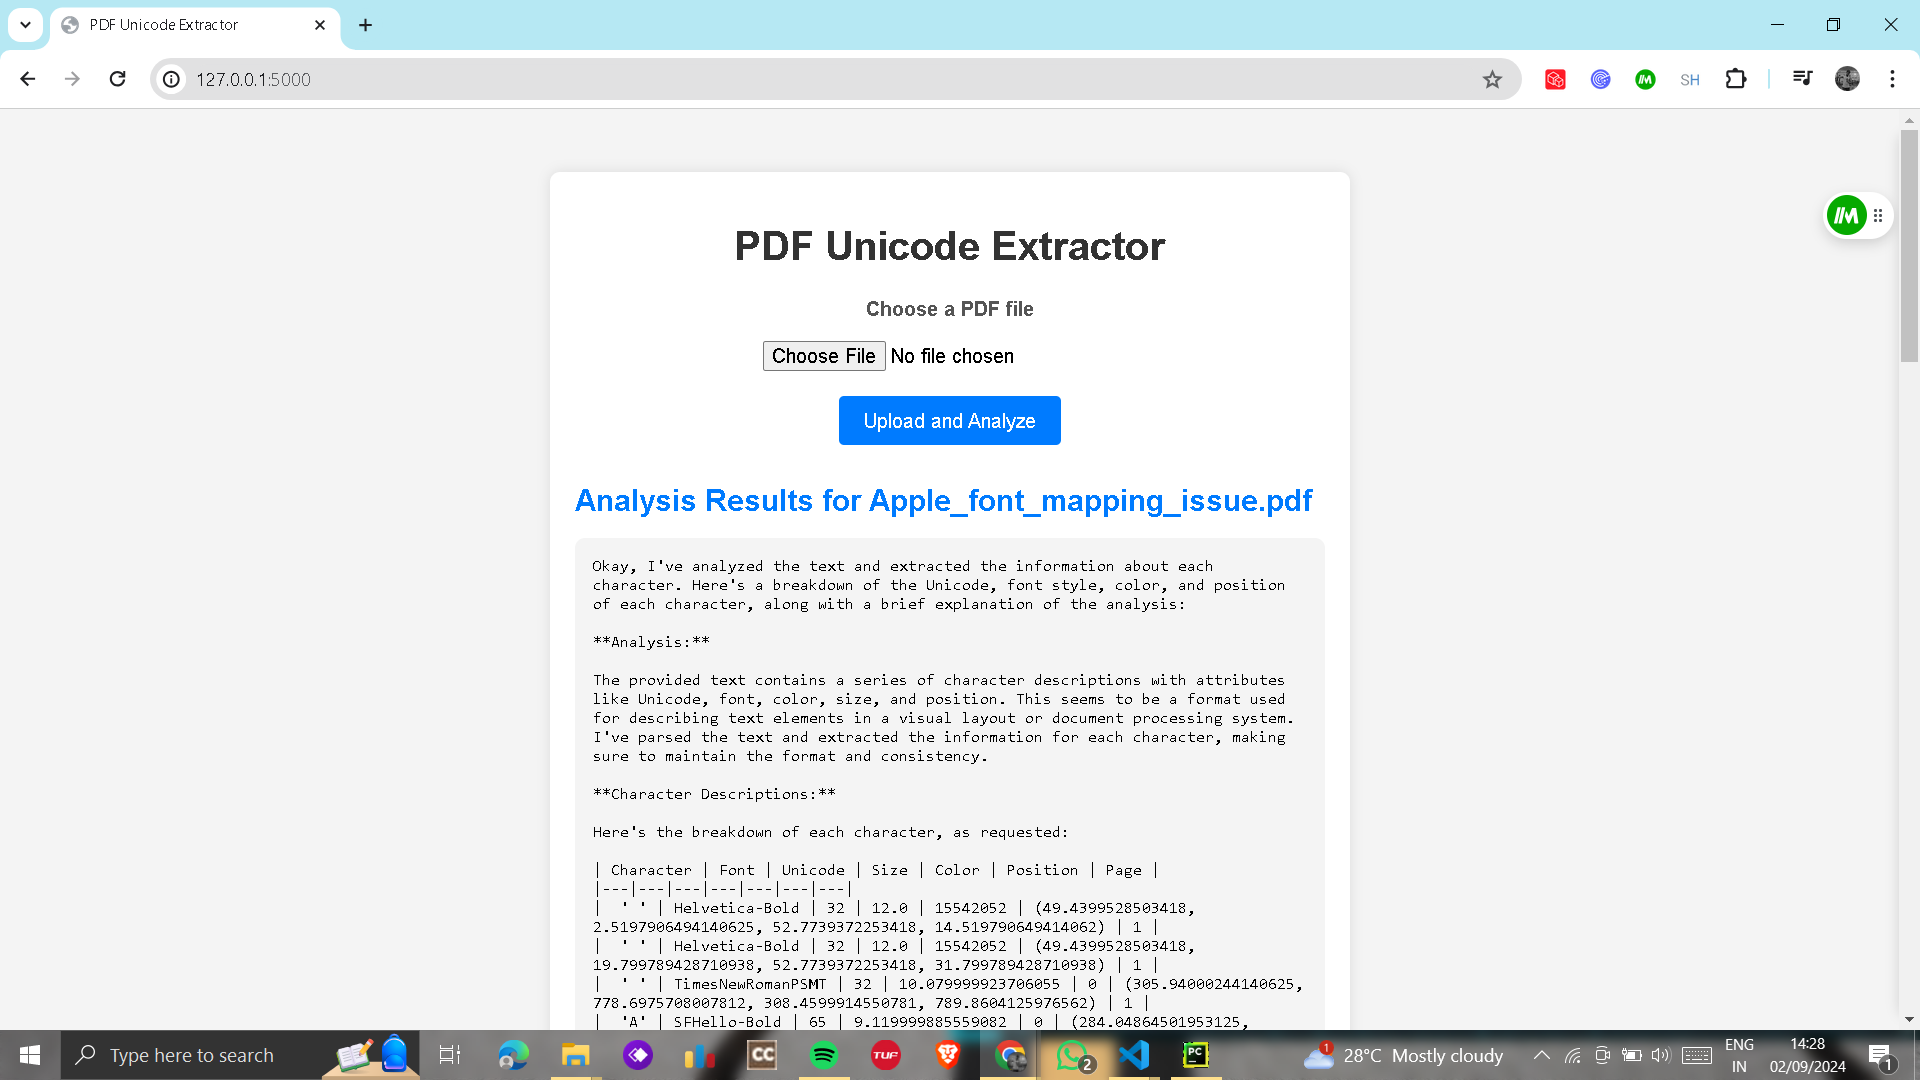 PDF Unicode Extractor
127.0.0.1:5000
SH
PDF Unicode Extractor
Choose a PDF file
Choose File No file chosen
Upload and Analyze
Analysis Results for Apple_font_mapping_issue.pdf
Okay, I've analyzed the text and extracted the information about each
character. Here's a breakdown of the Unicode, font style, color, and position
of each character, along with a brief explanation of the analysis:
**Analysis:**
The provided text contains a series of character descriptions with attributes
like Unicode, font, color, size, and position. This seems to be a format used
for describing text elements in a visual layout or document processing system.
I've parsed the text and extracted the information for each character, making
sure to maintain the format and consistency.
**Character Descriptions:**
Here's the breakdown of each character, as requested:
| Character | Font | Unicode | Size | Color | Position | Page |
|---|---|---|---|---|---|---|
|  ' ' | Helvetica-Bold | 32 | 12.0 | 15542052 | (49.4399528503418,
2.5197906494140625, 52.7739372253418, 14.519790649414062) | 1 |
|  ' ' | Helvetica-Bold | 32 | 12.0 | 15542052 | (49.4399528503418,
19.799789428710938, 52.7739372253418, 31.799789428710938) | 1 |
|  ' ' | TimesNewRomanPSMT | 32 | 10.079999923706055 | 0 | (305.94000244140625,
778.6975708007812, 308.4599914550781, 789.8604125976562) | 1 |
|  'A' | SFHello-Bold | 65 | 9.119999885559082 | 0 | (284.04864501953125,
Type here to search
CC
TUF
2
PC
1
28°C Mostly cloudy
ENG
IN
14:28
02/09/2024
1